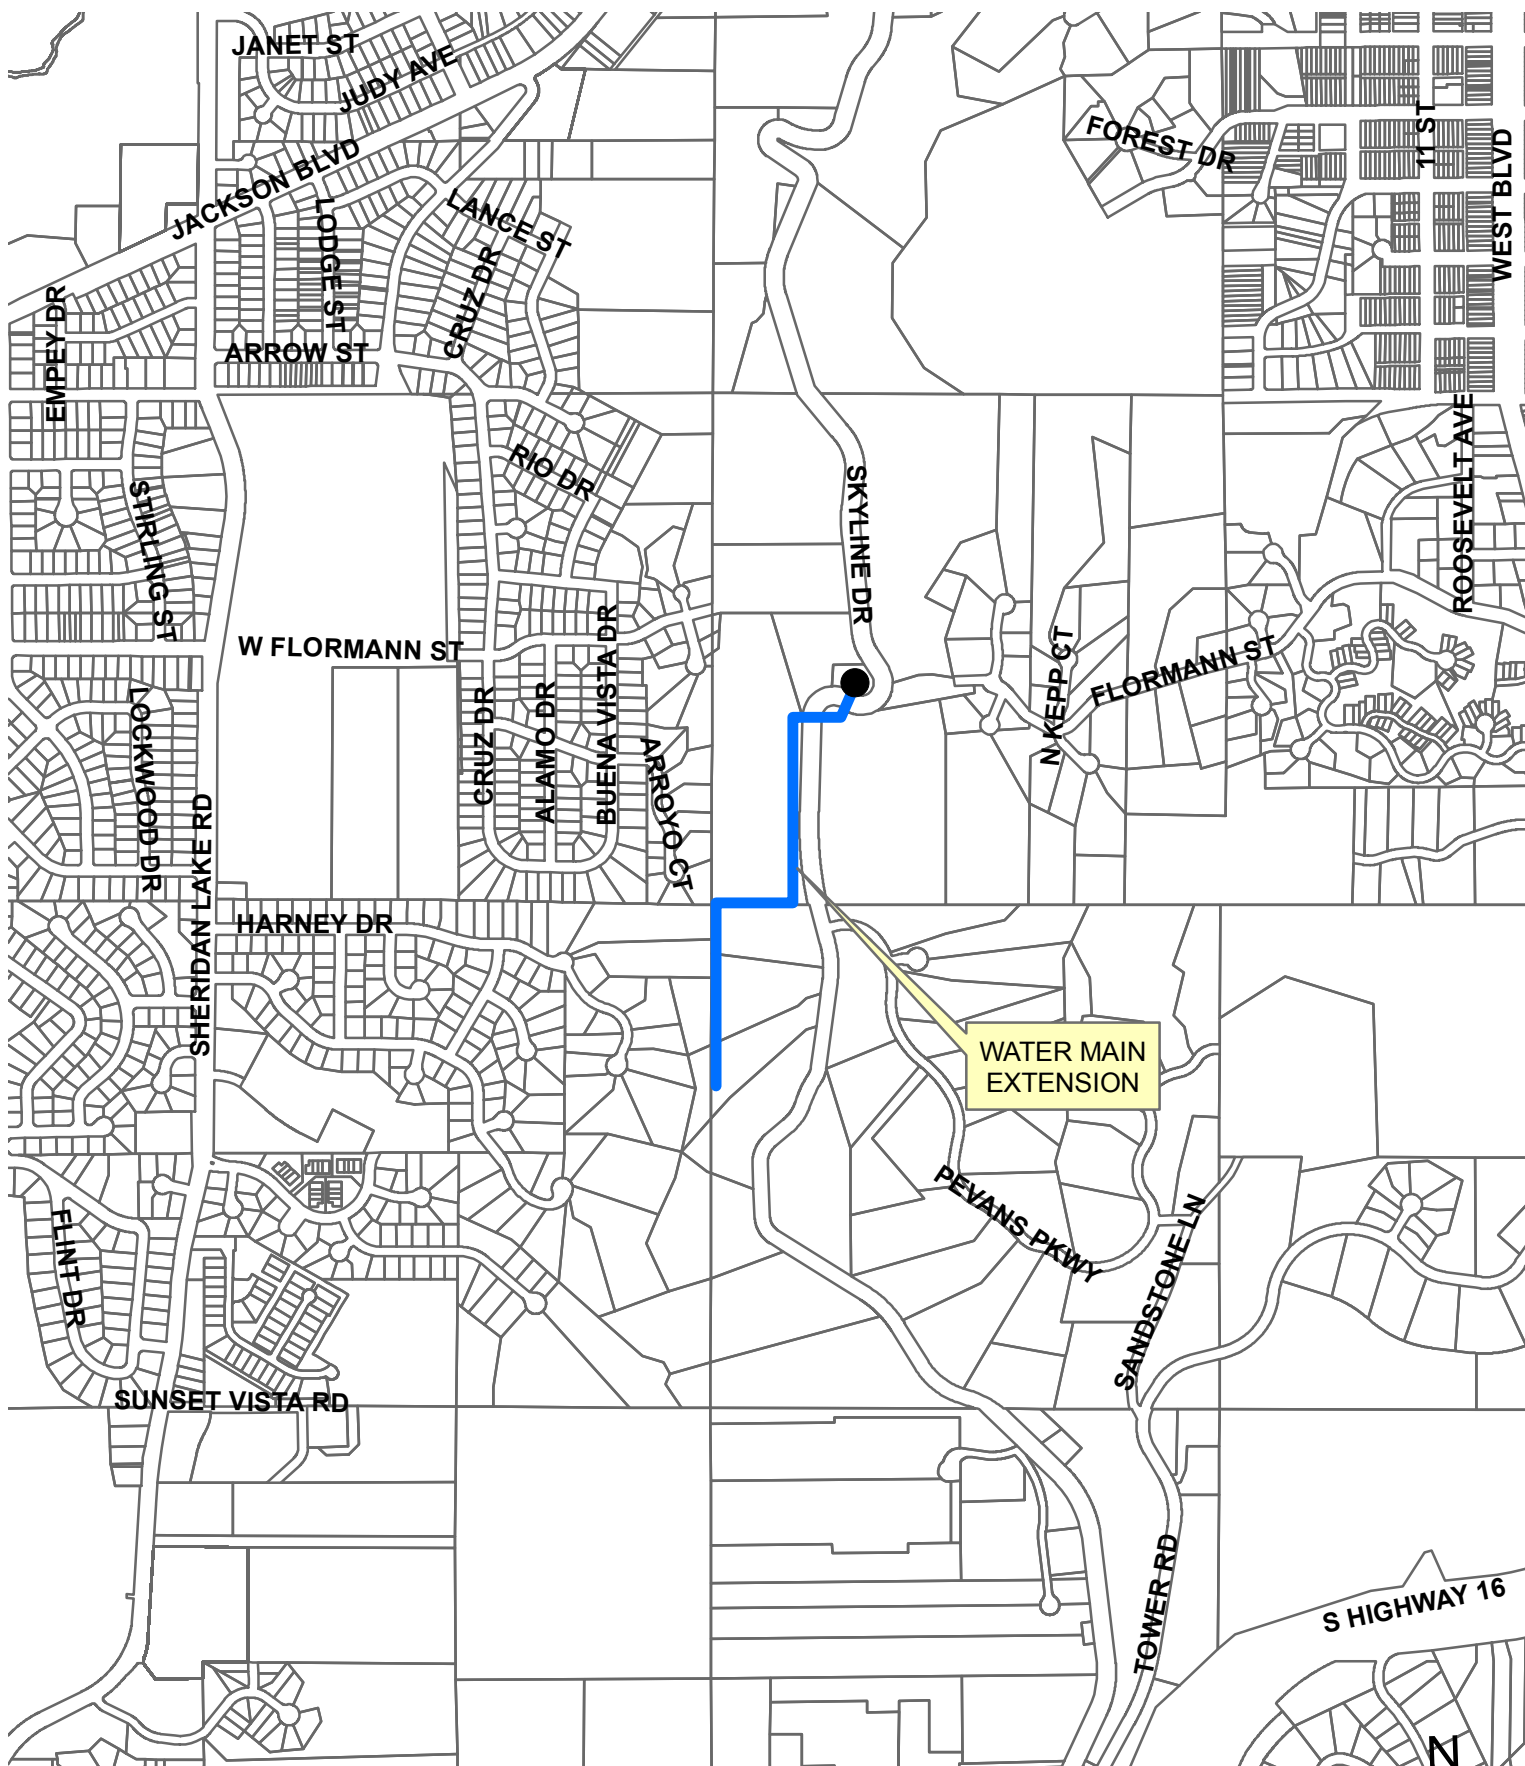 JANET ST
JUDY AVE
JACKSON BLVD
LODGE ST
LANCE ST
CRUZ DR
FOREST DR
11 ST
WEST BLVD
EMPEY DR
ARROW ST
RIO DR
STIRLING ST
SKYLINE DR
ROOSEVELT AVE
W FLORMANN ST
LOCKWOOD DR
CRUZ DR
ALAMO DR
BUENA VISTA DR
ARROYO CT
N KEPP CT
FLORMANN ST
SHERIDAN LAKE RD
HARNEY DR
WATER MAIN
EXTENSION
PEVANS PKWY
SANDSTONE LN
FLINT DR
SUNSET VISTA RD
TOWER RD
S HIGHWAY 16
N